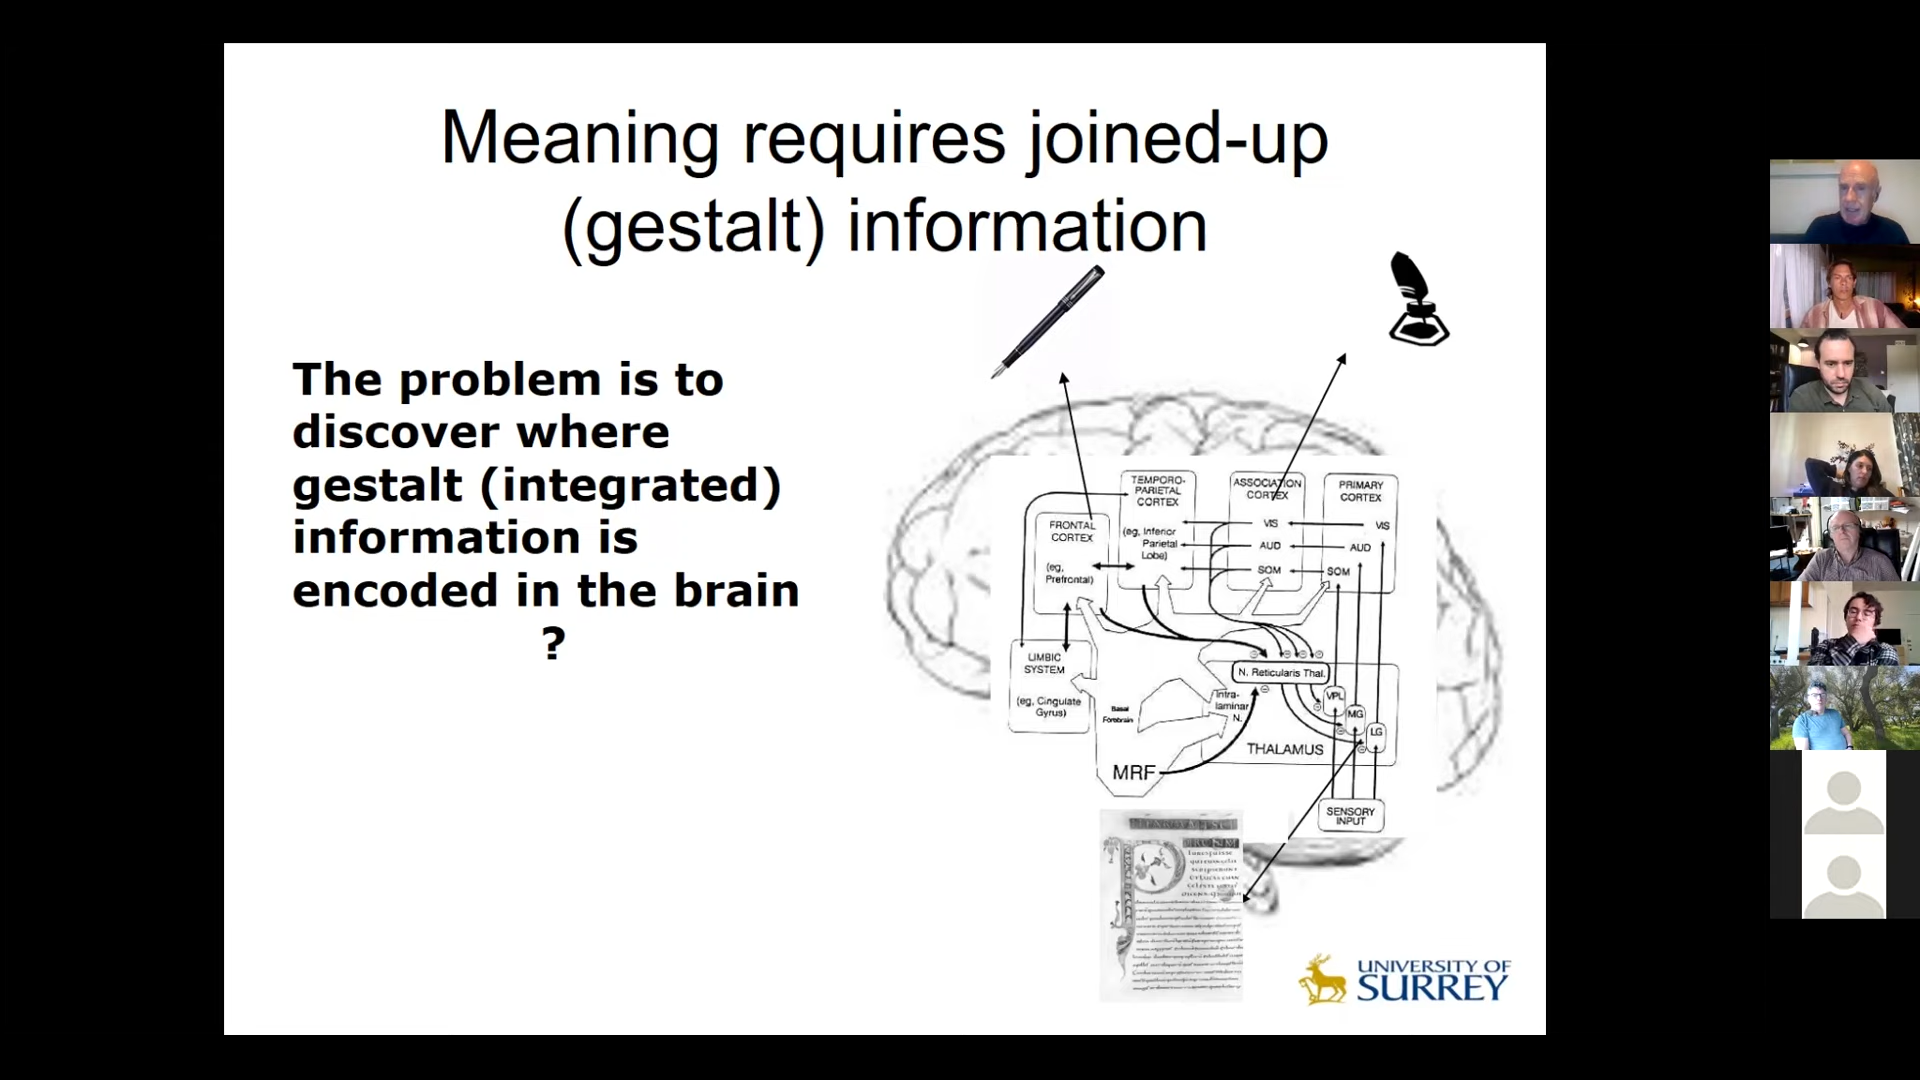 Meaning requires joined-up
(gestalt) information
The problem is to
discover where
gestalt (integrated)
information is
encoded in the brain
?
TEMPORO-
PARIETAL
CORTEX
(eg, Inferior
Parietal
Lobe)
ASSOCIATION
CORTEX
VIS
AUD
SOM
PRIMARY
CORTEX
VIS
AUD
SOM
FRONTAL
CORTEX
(eg,
Prefrontal)
LIMBIC
SYSTEM
(eg, Cingulate
Gyrus)
Basal
Forebrain
MRF
N. Reticularis Thal.
Intra-
laminar
N.
VPL
MG
LG
THALAMUS
SENSORY
INPUT
UNIVERSITY OF
SURREY